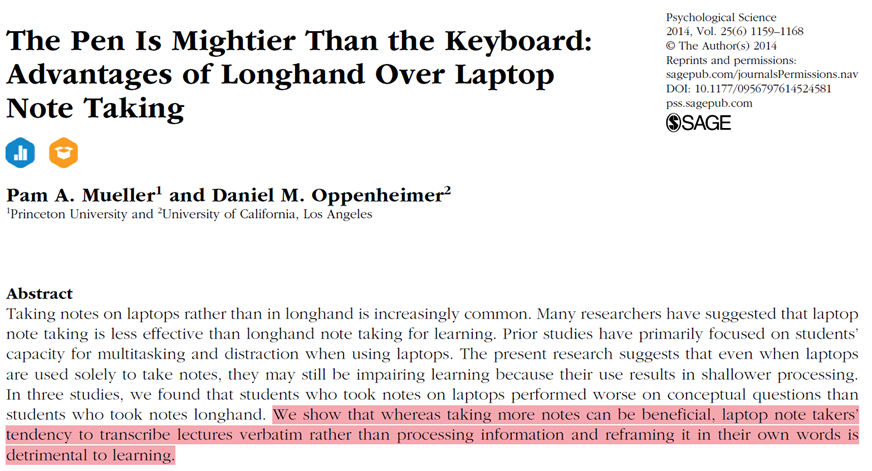 The Pen Is Mightier Than the Keyboard:
Advantages of Longhand Over Laptop
Note Taking
Psychological Science
2014, Vol. 25(6) 1159–1168
© The Author(s) 2014
Reprints and permissions:
sagepub.com/journalsPermissions.nav
DOI: 10.1177/0956797614524581
pss.sagepub.com
SAGE
Pam A. Mueller1 and Daniel M. Oppenheimer2
1Princeton University and 2University of California, Los Angeles
Abstract
Taking notes on laptops rather than in longhand is increasingly common. Many researchers have suggested that laptop
note taking is less effective than longhand note taking for learning. Prior studies have primarily focused on students’
capacity for multitasking and distraction when using laptops. The present research suggests that even when laptops
are used solely to take notes, they may still be impairing learning because their use results in shallower processing.
In three studies, we found that students who took notes on laptops performed worse on conceptual questions than
students who took notes longhand. We show that whereas taking more notes can be beneficial, laptop note takers’
tendency to transcribe lectures verbatim rather than processing information and reframing it in their own words is
detrimental to learning.